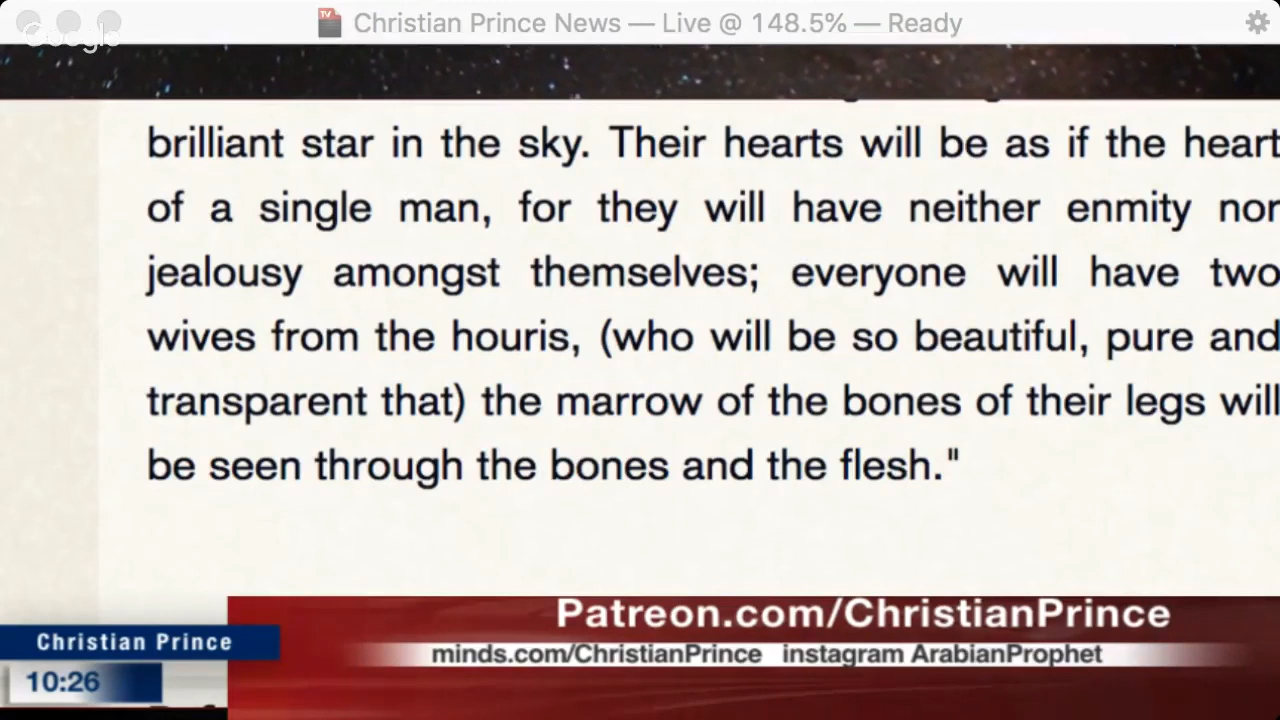 Christian Prince News — Live @ 148.5% — Ready
Google
brilliant star in the sky. Their hearts will be as if the heart
of a single man, for they will have neither enmity nor
jealousy amongst themselves; everyone will have two
wives from the houris, (who will be so beautiful, pure and
transparent that) the marrow of the bones of their legs will
be seen through the bones and the flesh."
Patreon.com/ChristianPrince
Christian Prince
minds.com/ChristianPrince instagram ArabianProphet
10:26